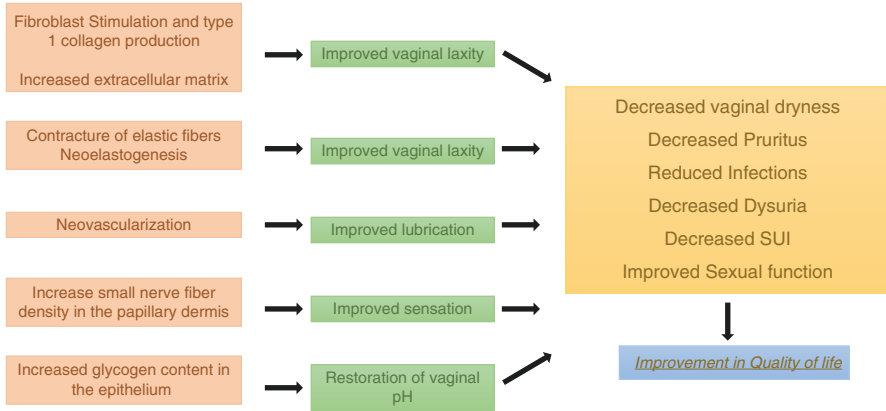 Fibroblast Stimulation and type
1 collagen production
Increased extracellular matrix
Improved vaginal laxity
Contracture of elastic fibers
Neoelastogenesis
Improved vaginal laxity
Neovascularization
Improved lubrication
Increase small nerve fiber
density in the papillary dermis
Improved sensation
Increased glycogen content in
the epithelium
Restoration of vaginal
pH
Decreased vaginal dryness
Decreased Pruritus
Reduced Infections
Decreased Dysuria
Decreased SUI
Improved Sexual function
Improvement in Quality of life